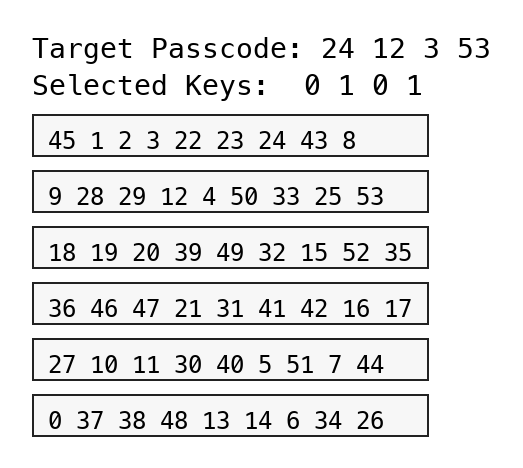 Target Passcode: 24 12 3 53
Selected Keys: 0 1 0 1
45 1 2 3 22 23 24 43 8
9 28 29 12 4 50 33 25 53
18 19 20 39 49 32 15 52 35
36 46 47 21 31 41 42 16 17
27 10 11 30 40 5 51 7 44
0 37 38 48 13 14 6 34 26